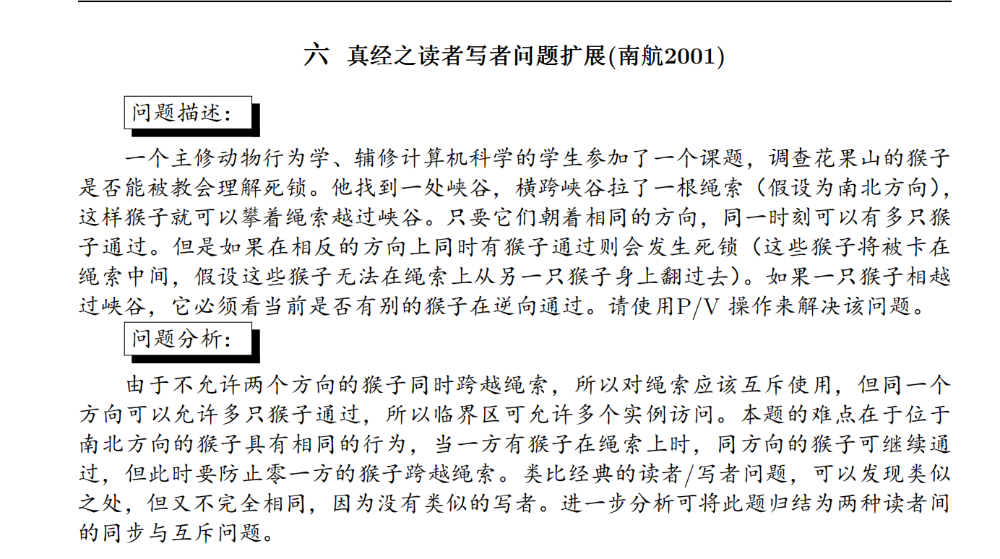 六 真经之读者写者问题扩展(南航2001)
问题描述：
一个主修动物行为学、辅修计算机科学的学生参加了一个课题，调查花果山的猴子
是否能被教会理解死锁。他找到一处峡谷，横跨峡谷拉了一根绳索（假设为南北方向），
这样猴子就可以攀着绳索越过峡谷。只要它们朝着相同的方向，同一时刻可以有多只猴
子通过。但是如果在相反的方向上同时有猴子通过则会发生死锁（这些猴子将被卡在
绳索中间，假设这些猴子无法在绳索上从另一只猴子身上翻过去）。如果一只猴子相越
过峡谷，它必须看当前是否有别的猴子在逆向通过。请使用P/V 操作来解决该问题。
问题分析：
由于不允许两个方向的猴子同时跨越绳索，所以对绳索应该互斥使用，但同一个
方向可以允许多只猴子通过，所以临界区可允许多个实例访问。本题的难点在于位于
南北方向的猴子具有相同的行为，当一方有猴子在绳索上时，同方向的猴子可继续通
过，但此时要防止零一方的猴子跨越绳索。类比经典的读者/写者问题，可以发现类似
之处，但又不完全相同，因为没有类似的写者。进一步分析可将此题归结为两种读者间
的同步与互斥问题。